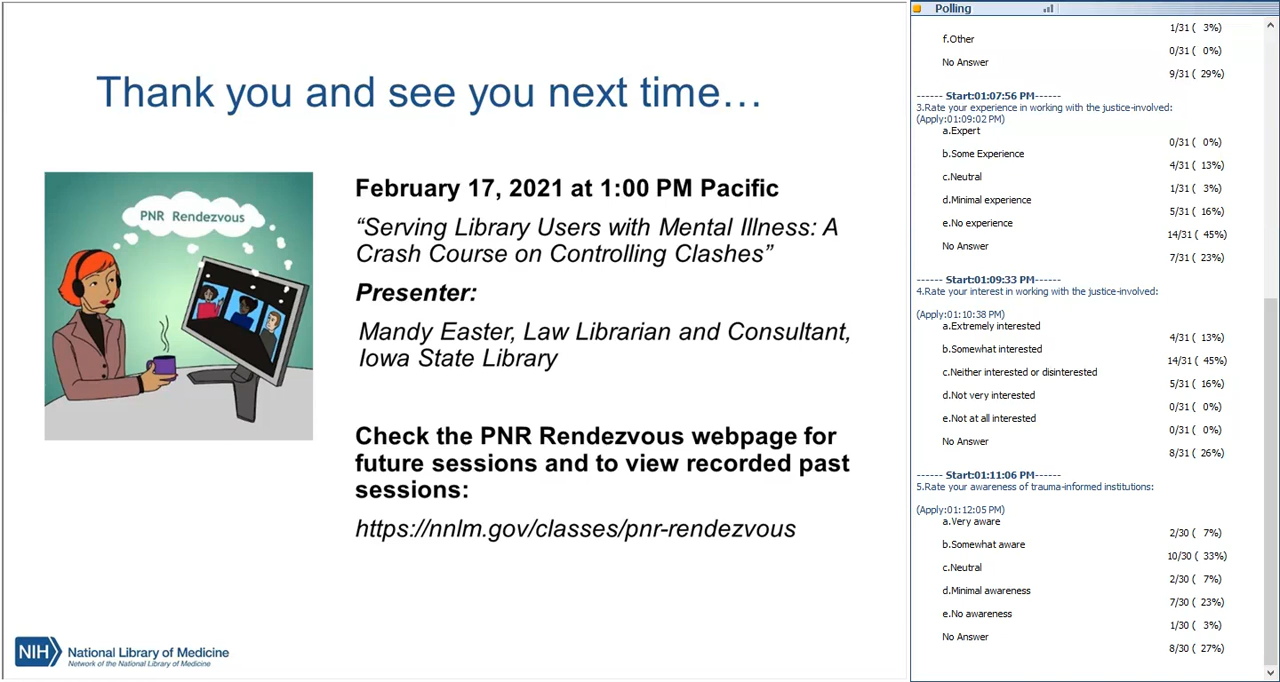 Thank you and see you next time…
PNR Rendezvous
February 17, 2021 at 1:00 PM Pacific
“Serving Library Users with Mental Illness: A
Crash Course on Controlling Clashes”
Presenter:
Mandy Easter, Law Librarian and Consultant,
Iowa State Library
Check the PNR Rendezvous webpage for
future sessions and to view recorded past
sessions:
https://nnlm.gov/classes/pnr-rendezvous
NIH National Library of Medicine
Network of the National Library of Medicine
Polling
1/31 ( 3%)
f.Other
0/31 ( 0%)
No Answer
9/31 ( 29%)
------ Start:01:07:56 PM------
3.Rate your experience in working with the justice-involved:
(Apply:01:09:02 PM)
a.Expert
0/31 ( 0%)
b.Some Experience
4/31 ( 13%)
c.Neutral
1/31 ( 3%)
d.Minimal experience
5/31 ( 16%)
e.No experience
14/31 ( 45%)
No Answer
7/31 ( 23%)
------ Start:01:09:33 PM------
4.Rate your interest in working with the justice-involved:
(Apply:01:10:38 PM)
a.Extremely interested
4/31 ( 13%)
b.Somewhat interested
14/31 ( 45%)
c.Neither interested or disinterested
5/31 ( 16%)
d.Not very interested
0/31 ( 0%)
e.Not at all interested
0/31 ( 0%)
No Answer
8/31 ( 26%)
------ Start:01:11:06 PM------
5.Rate your awareness of trauma-informed institutions:
(Apply:01:12:05 PM)
a.Very aware
2/30 ( 7%)
b.Somewhat aware
10/30 ( 33%)
c.Neutral
2/30 ( 7%)
d.Minimal awareness
7/30 ( 23%)
e.No awareness
1/30 ( 3%)
No Answer
8/30 ( 27%)